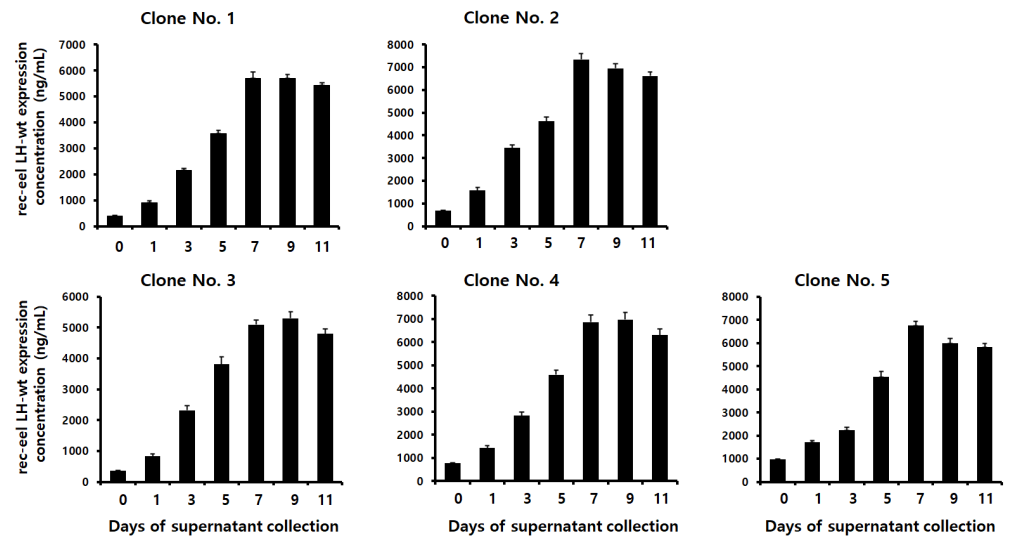 Clone No. 1
rec-eel LH-wt expression
concentration (ng/mL)
7000
6000
5000
4000
3000
2000
1000
0
0 1 3 5 7 9 11
Clone No. 2
8000
7000
6000
5000
4000
3000
2000
1000
0
0 1 3 5 7 9 11
Clone No. 3
rec-eel LH-wt expression
concentration (ng/mL)
6000
5000
4000
3000
2000
1000
0
0 1 3 5 7 9 11
Days of supernatant collection
Clone No. 4
8000
7000
6000
5000
4000
3000
2000
1000
0
0 1 3 5 7 9 11
Days of supernatant collection
Clone No. 5
8000
7000
6000
5000
4000
3000
2000
1000
0
0 1 3 5 7 9 11
Days of supernatant collection